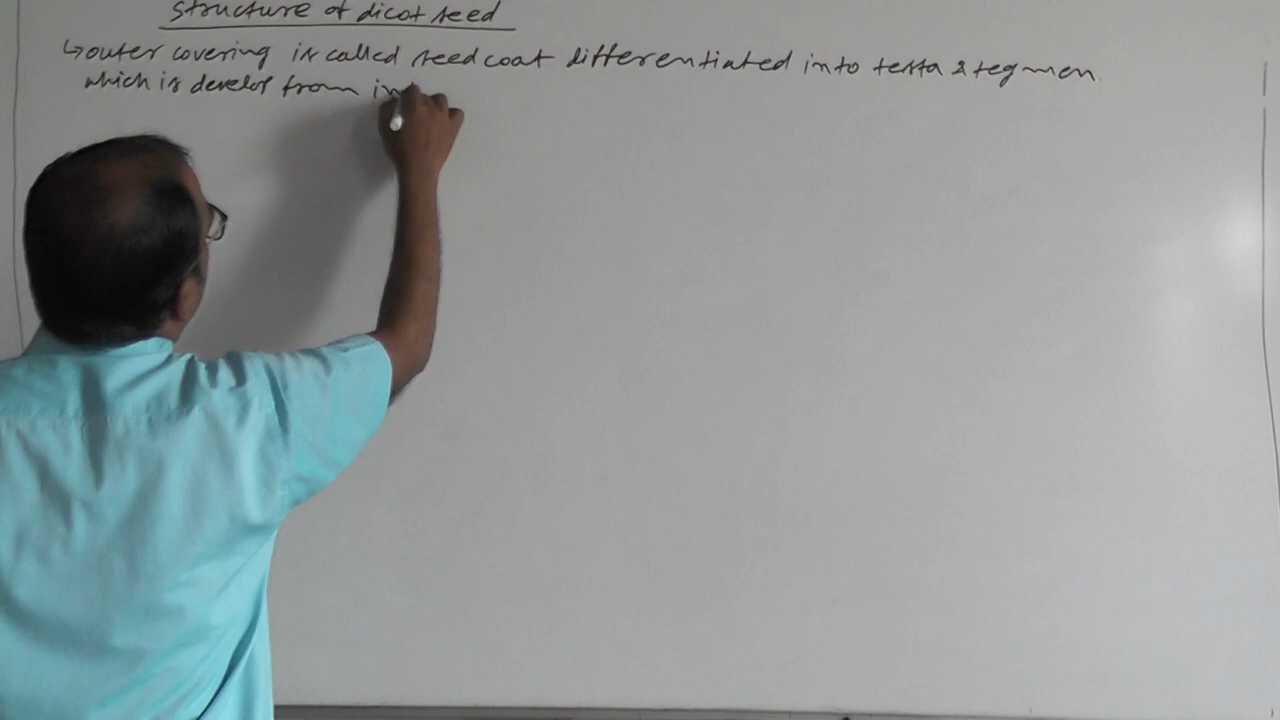 structure of dicot seed
↳outer covering is called seed coat differentiated into testa & tegmen
which is develop from in